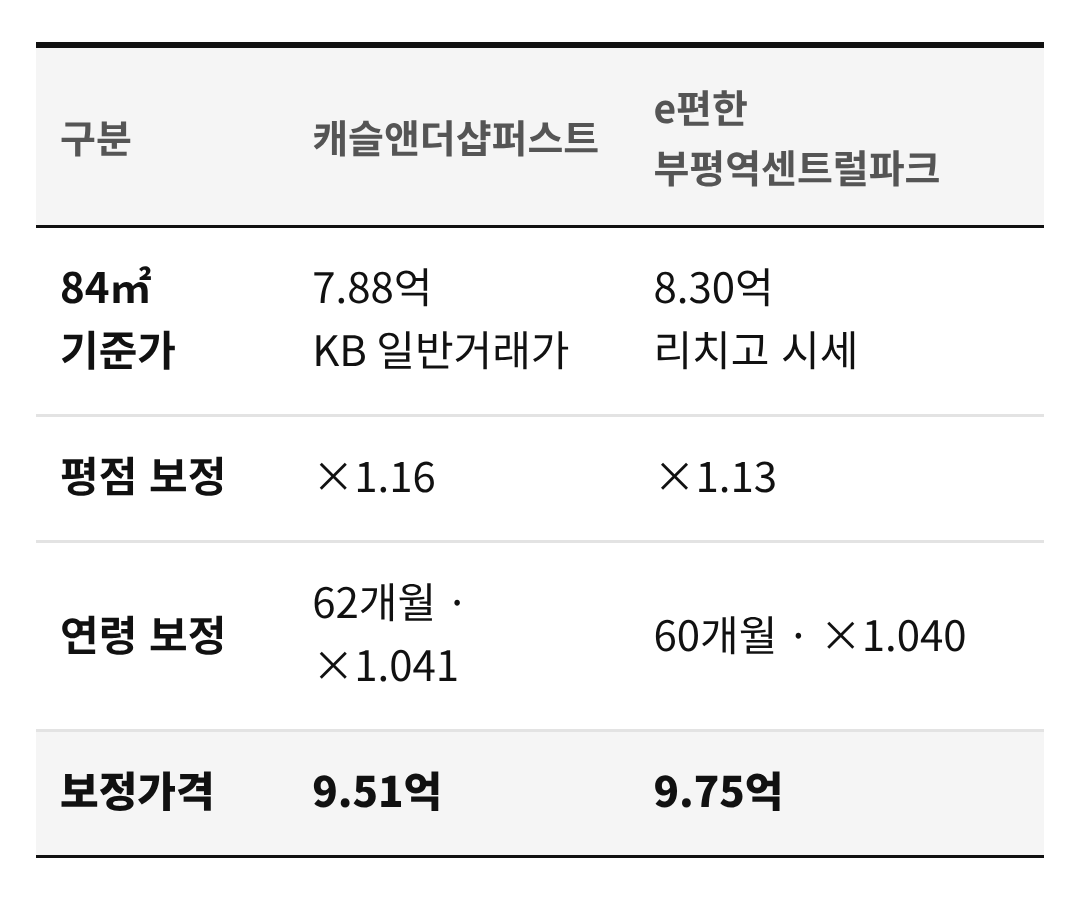 구분 캐슬앤더샵퍼스트 e편한
부평역센트럴파크
84㎡
기준가 7.88억
KB 일반거래가 8.30억
리치고 시세
평점 보정 ×1.16 ×1.13
연령 보정 62개월 ·
×1.041 60개월 · ×1.040
보정가격 9.51억 9.75억